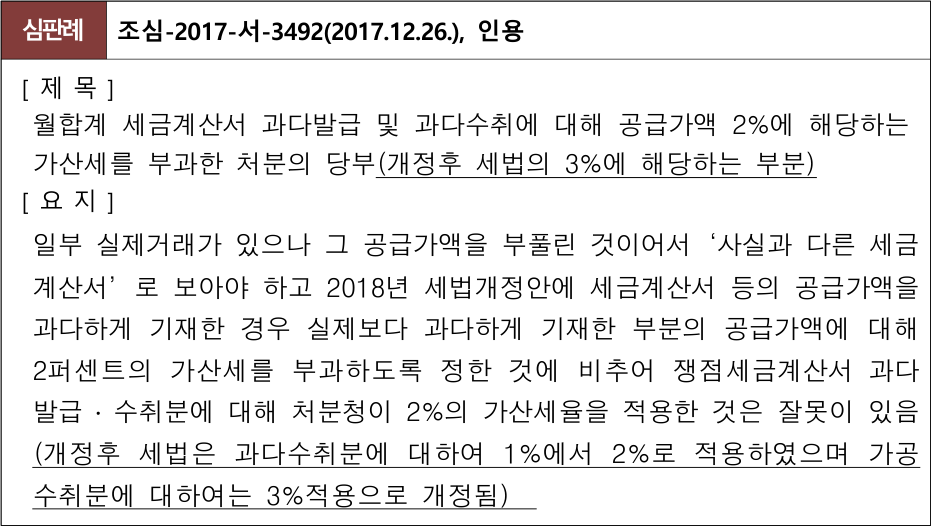 심판례 조심-2017-서-3492(2017.12.26.), 인용
[ 제 목 ]
월합계 세금계산서 과다발급 및 과다수취에 대해 공급가액 2%에 해당하는
가산세를 부과한 처분의 당부(개정후 세법의 3%에 해당하는 부분)
[ 요 지 ]
일부 실제거래가 있으나 그 공급가액을 부풀린 것이어서 ‘사실과 다른 세금
계산서’로 보아야 하고 2018년 세법개정안에 세금계산서 등의 공급가액을
과다하게 기재한 경우 실제보다 과다하게 기재한 부분의 공급가액에 대해
2퍼센트의 가산세를 부과하도록 정한 것에 비추어 쟁점세금계산서 과다
발급·수취분에 대해 처분청이 2%의 가산세율을 적용한 것은 잘못이 있음
(개정후 세법은 과다수취분에 대하여 1%에서 2%로 적용하였으며 가공
수취분에 대하여는 3%적용으로 개정됨)